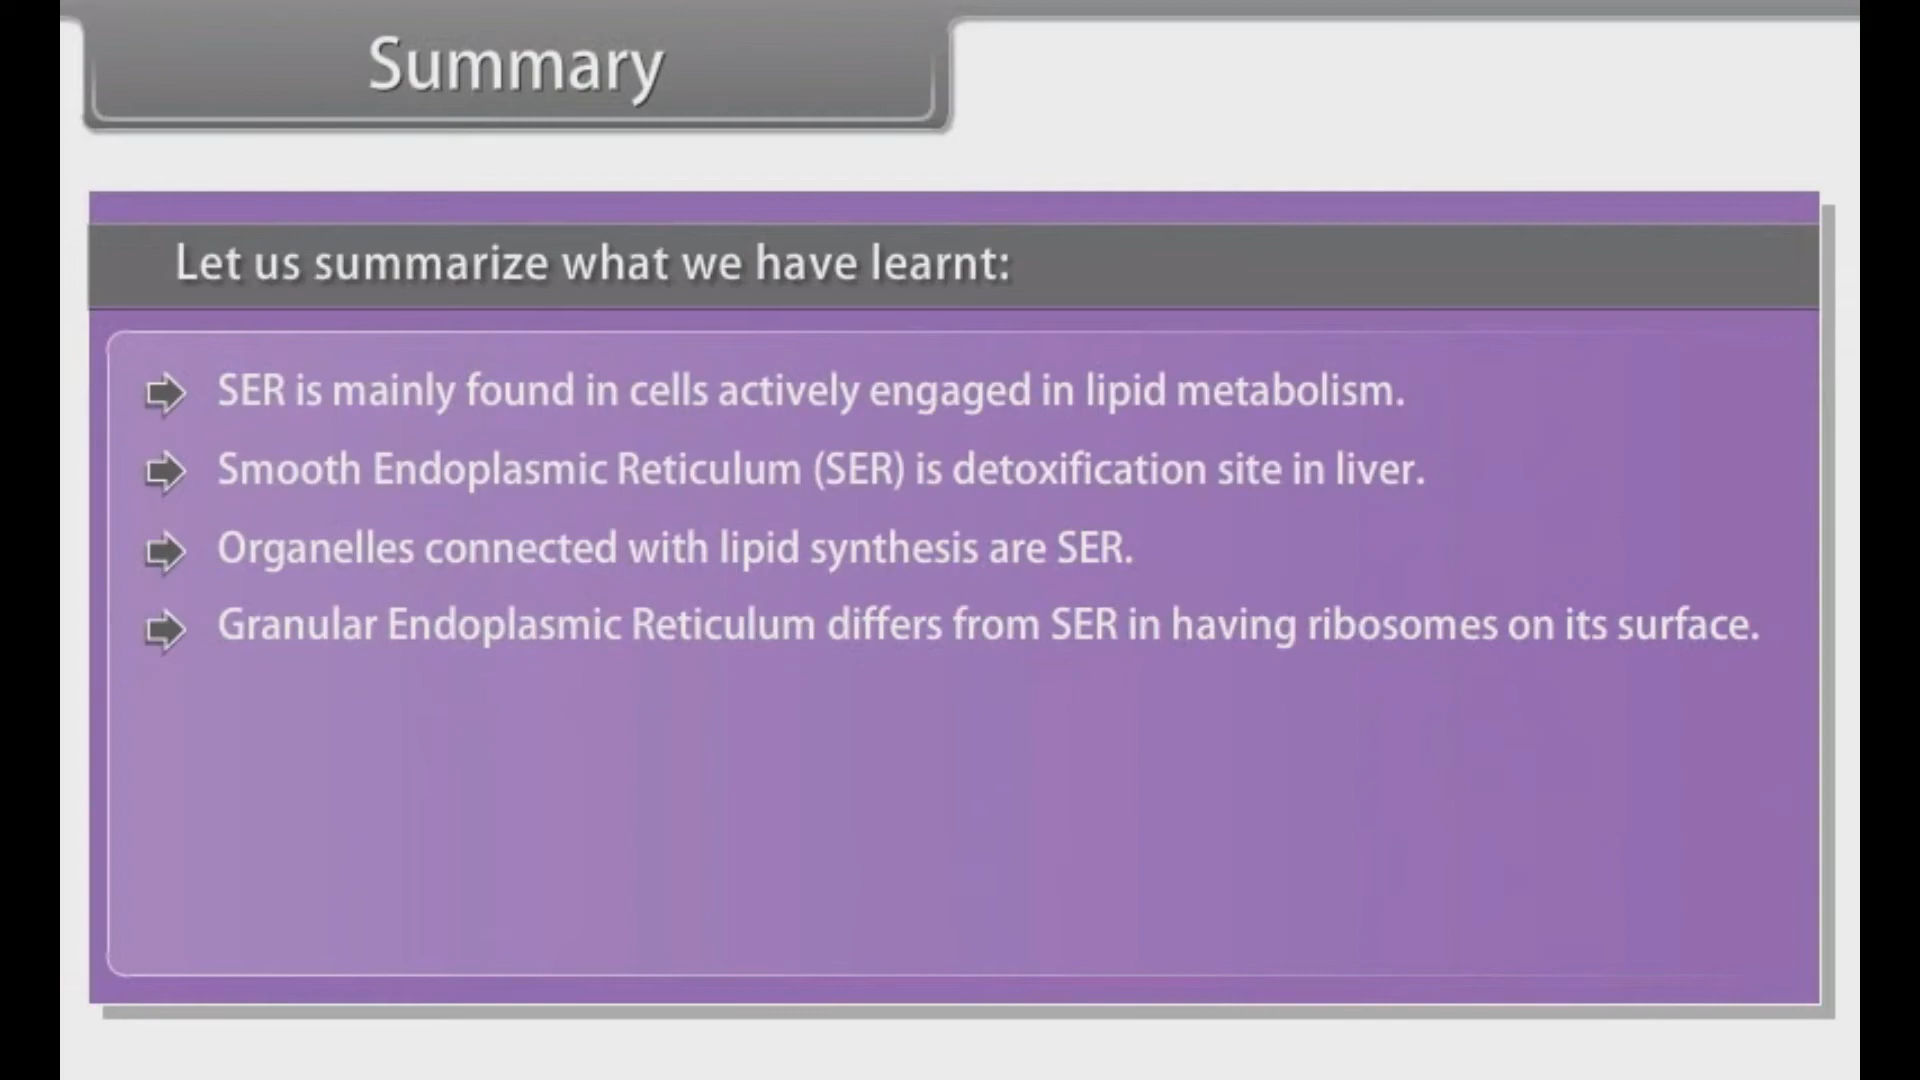 Summary
Let us summarize what we have learnt:
SER is mainly found in cells actively engaged in lipid metabolism.
Smooth Endoplasmic Reticulum (SER) is detoxification site in liver.
Organelles connected with lipid synthesis are SER.
Granular Endoplasmic Reticulum differs from SER in having ribosomes on its surface.